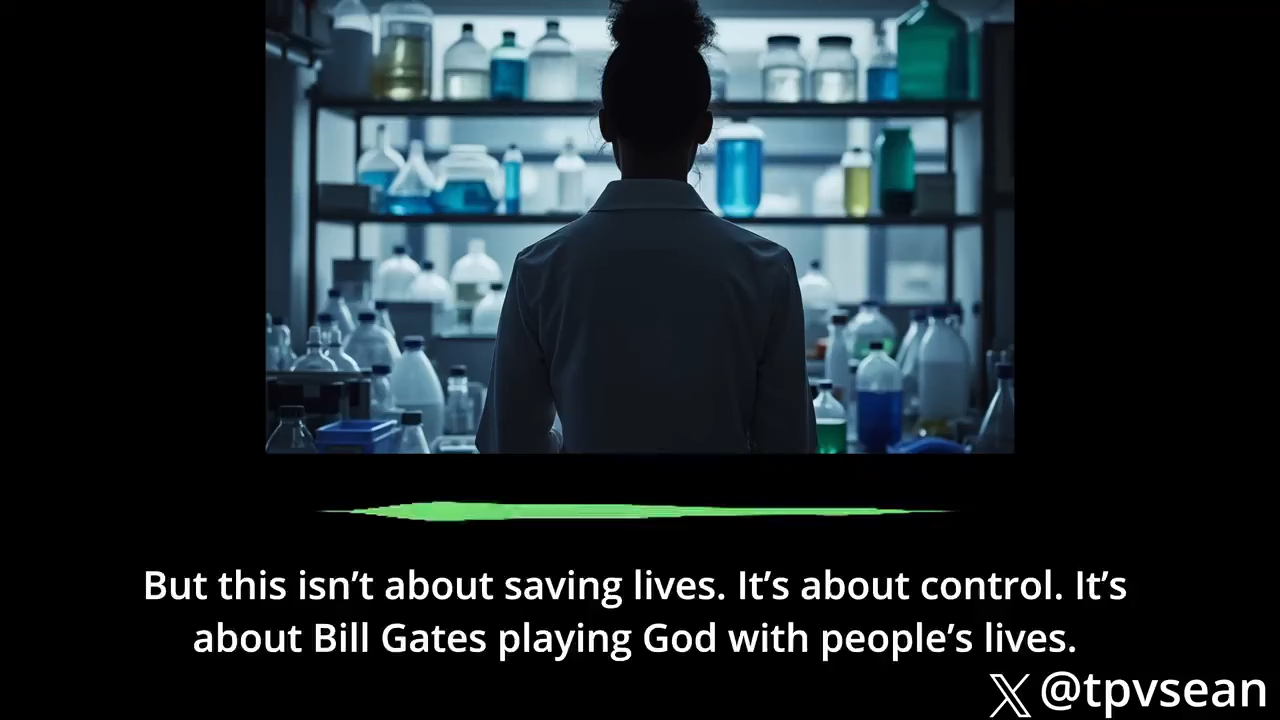 But this isn’t about saving lives. It’s about control. It’s
about Bill Gates playing God with people’s lives.
X @tpvsean